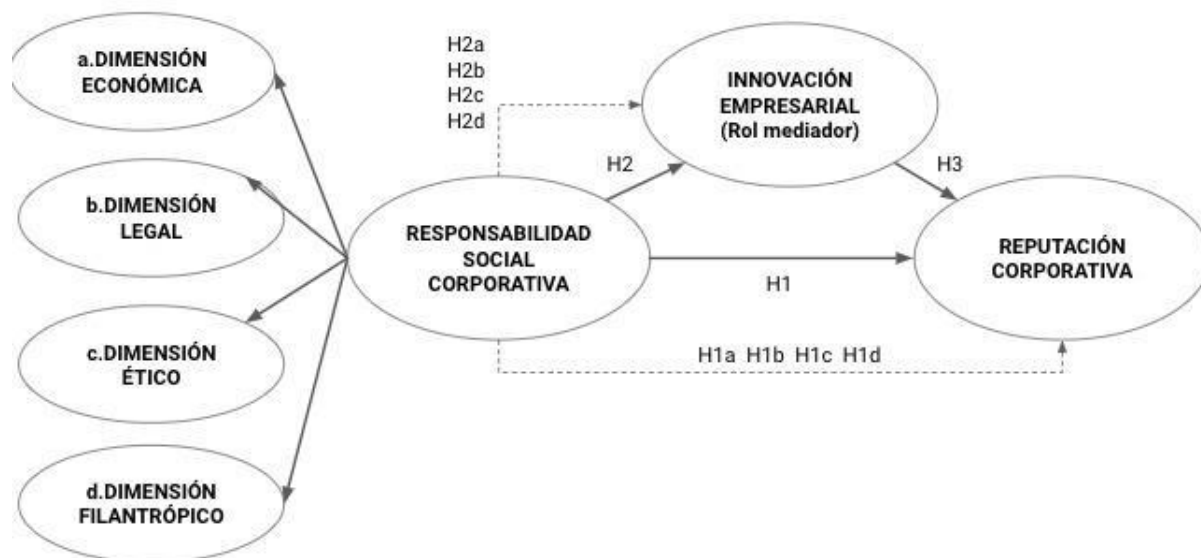 a.DIMENSIÓN
ECONÓMICA
b.DIMENSIÓN
LEGAL
c.DIMENSIÓN
ÉTICO
d.DIMENSIÓN
FILANTRÓPICO
RESPONSABILIDAD
SOCIAL
CORPORATIVA
H2a
H2b
H2c
H2d
H2
INNOVACIÓN
EMPRESARIAL
(Rol mediador)
H3
H1
H1a H1b H1c H1d
REPUTACIÓN
CORPORATIVA